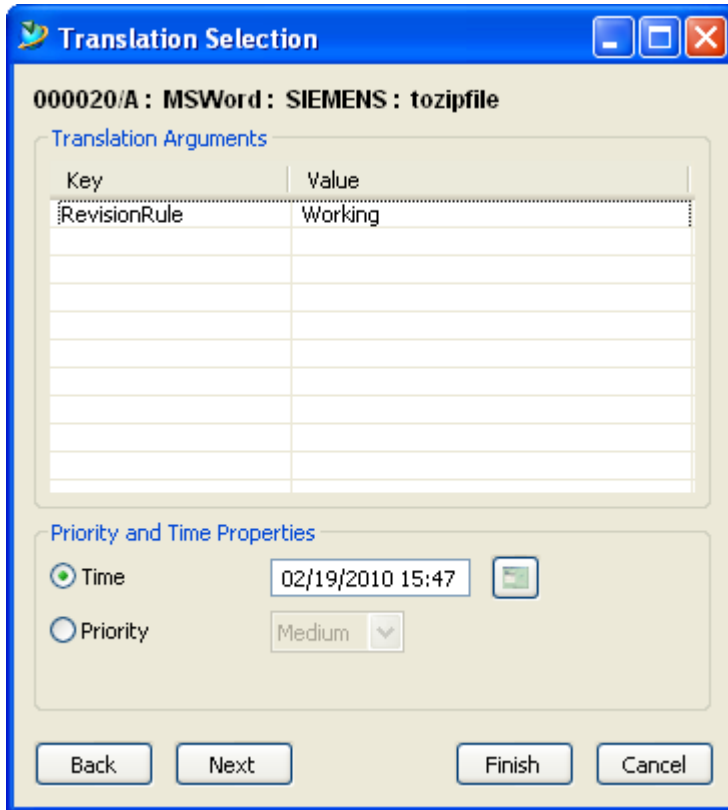 Translation Selection
000020/A : MSWord : SIEMENS : tozipfile
Translation Arguments
Key Value
RevisionRule Working
Priority and Time Properties
Time 02/19/2010 15:47
Priority Medium
Back Next Finish Cancel